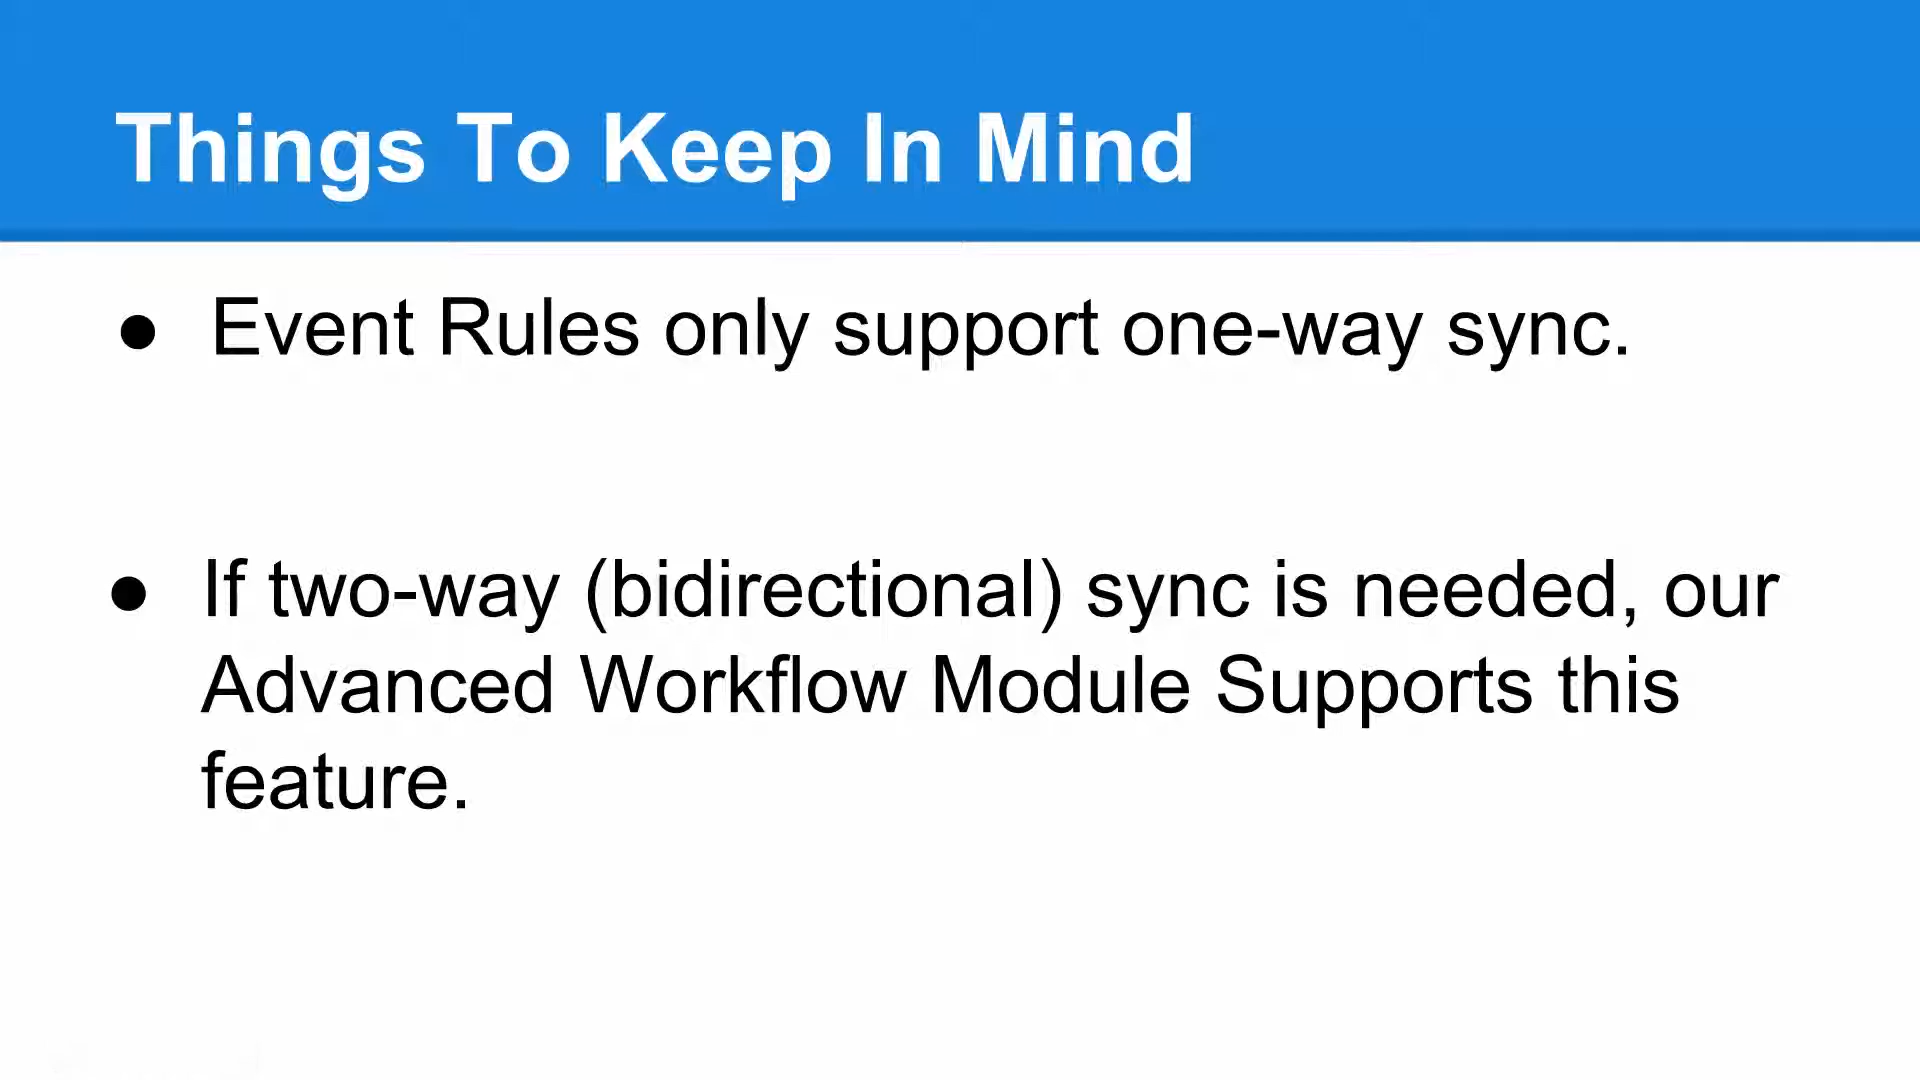 Things To Keep In Mind
● Event Rules only support one-way sync.
● If two-way (bidirectional) sync is needed, our
Advanced Workflow Module Supports this
feature.